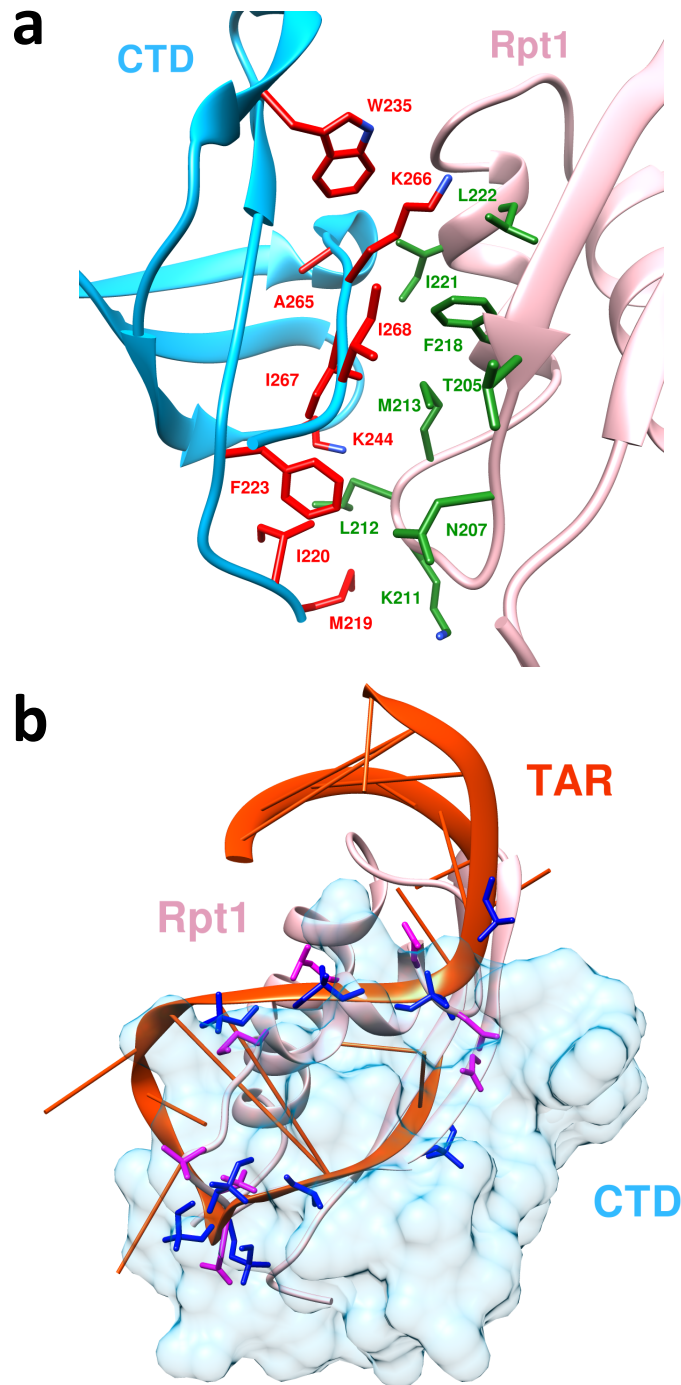 a
CTD
Rpt1
W235
K266
L222
I221
A265
I268
F218
I267
T205
M213
K244
F223
L212
N207
I220
K211
M219
b
TAR
Rpt1
CTD